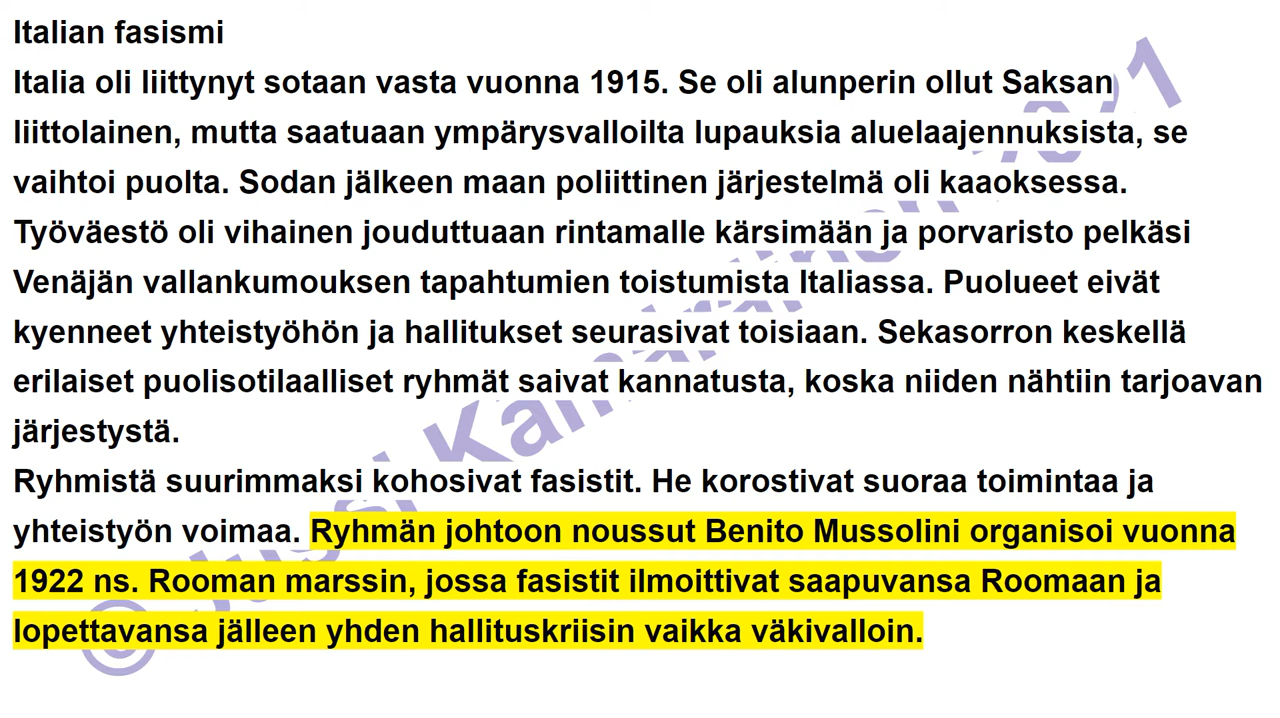 Italian fasismi
Italia oli liittynyt sotaan vasta vuonna 1915. Se oli alunperin ollut Saksan
liittolainen, mutta saatuaan ympärysvalloilta lupauksia aluelaajennuksista, se
vaihtoi puolta. Sodan jälkeen maan poliittinen järjestelmä oli kaaoksessa.
Työväestö oli vihainen jouduttuaan rintamalle kärsimään ja porvaristo pelkäsi
Venäjän vallankumouksen tapahtumien toistumista Italiassa. Puolueet eivät
kyenneet yhteistyöhön ja hallitukset seurasivat toisiaan. Sekasorron keskellä
erilaiset puolisotilaalliset ryhmät saivat kannatusta, koska niiden nähtiin tarjoavan
järjestystä.
Ryhmistä suurimmaksi kohosivat fasistit. He korostivat suoraa toimintaa ja
yhteistyön voimaa. Ryhmän johtoon noussut Benito Mussolini organisoi vuonna
1922 ns. Rooman marssin, jossa fasistit ilmoittivat saapuvansa Roomaan ja
lopettavansa jälleen yhden hallituskriisin vaikka väkivalloin.